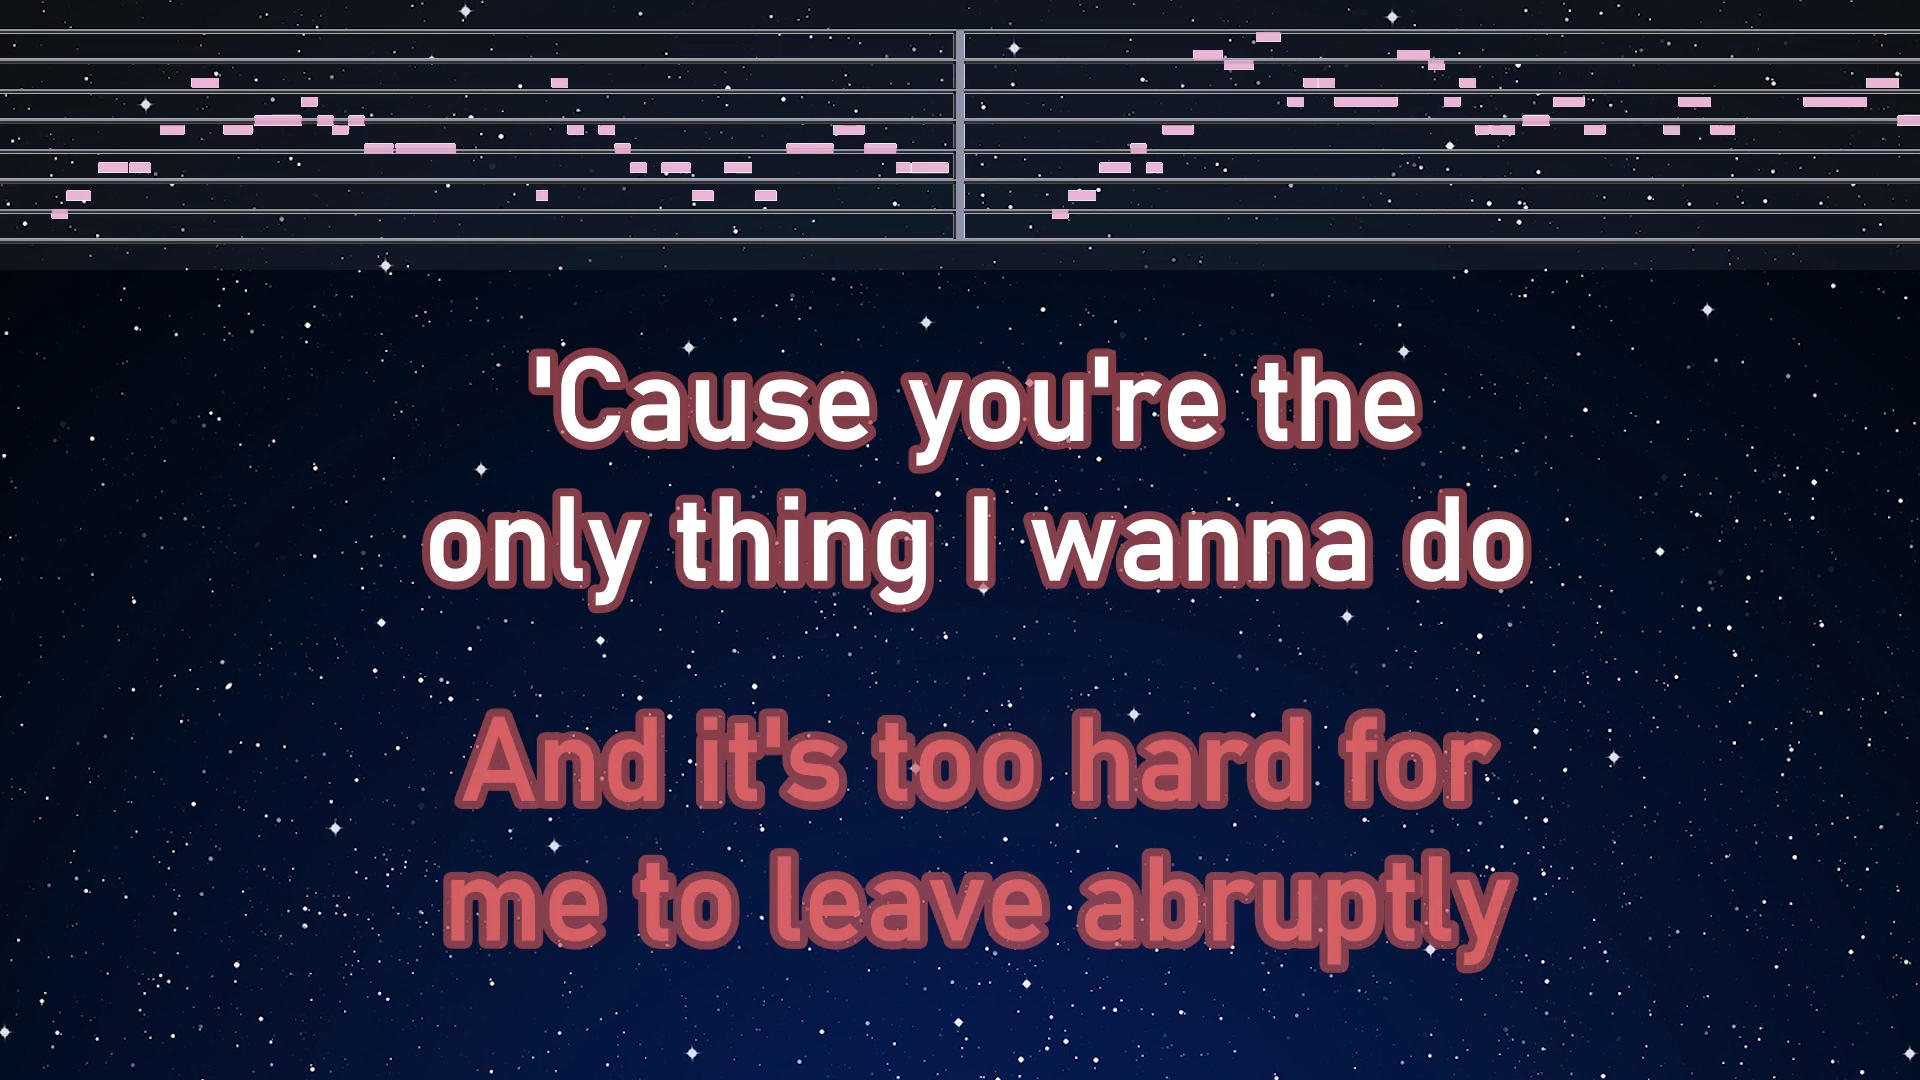 'Cause you're the
only thing I wanna do
And it's too hard for
me to leave abruptly